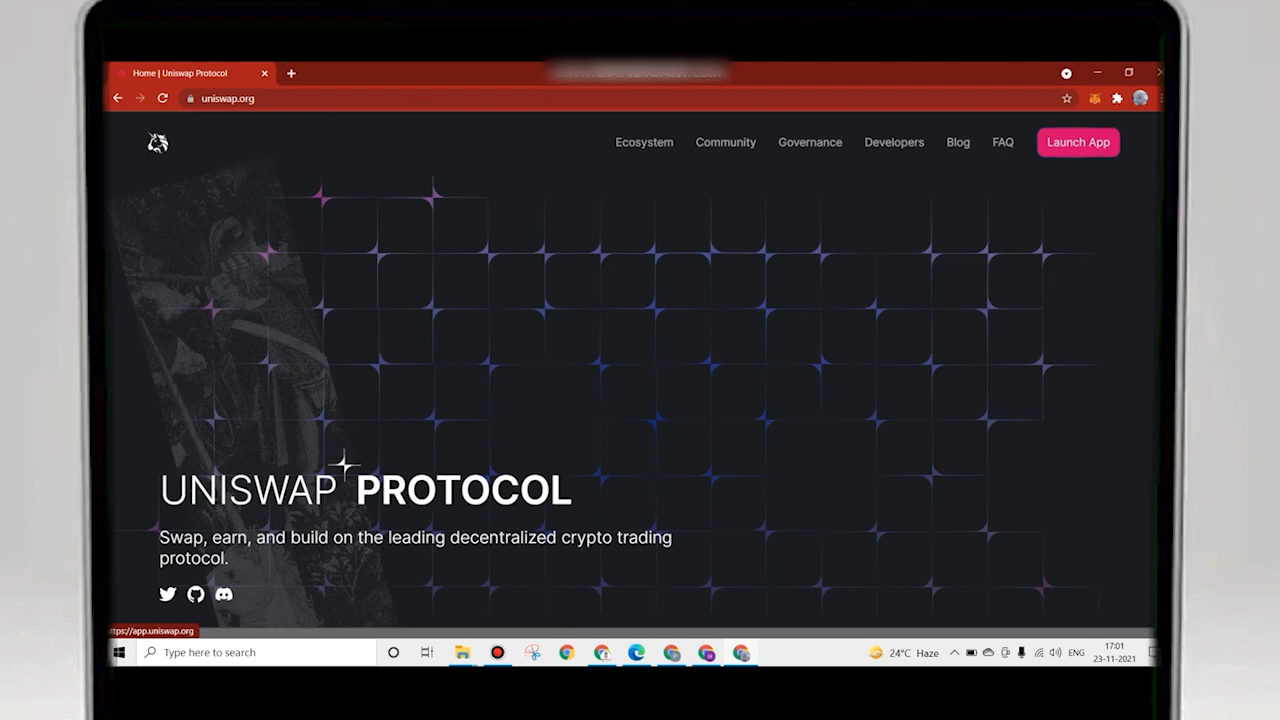 Home | Uniswap Protocol
uniswap.org
Ecosystem Community Governance Developers Blog FAQ Launch App
UNISWAP PROTOCOL
Swap, earn, and build on the leading decentralized crypto trading
protocol.
ttps://app.uniswap.org
Type here to search
24°C Haze
ENG
17:01
23-11-2021